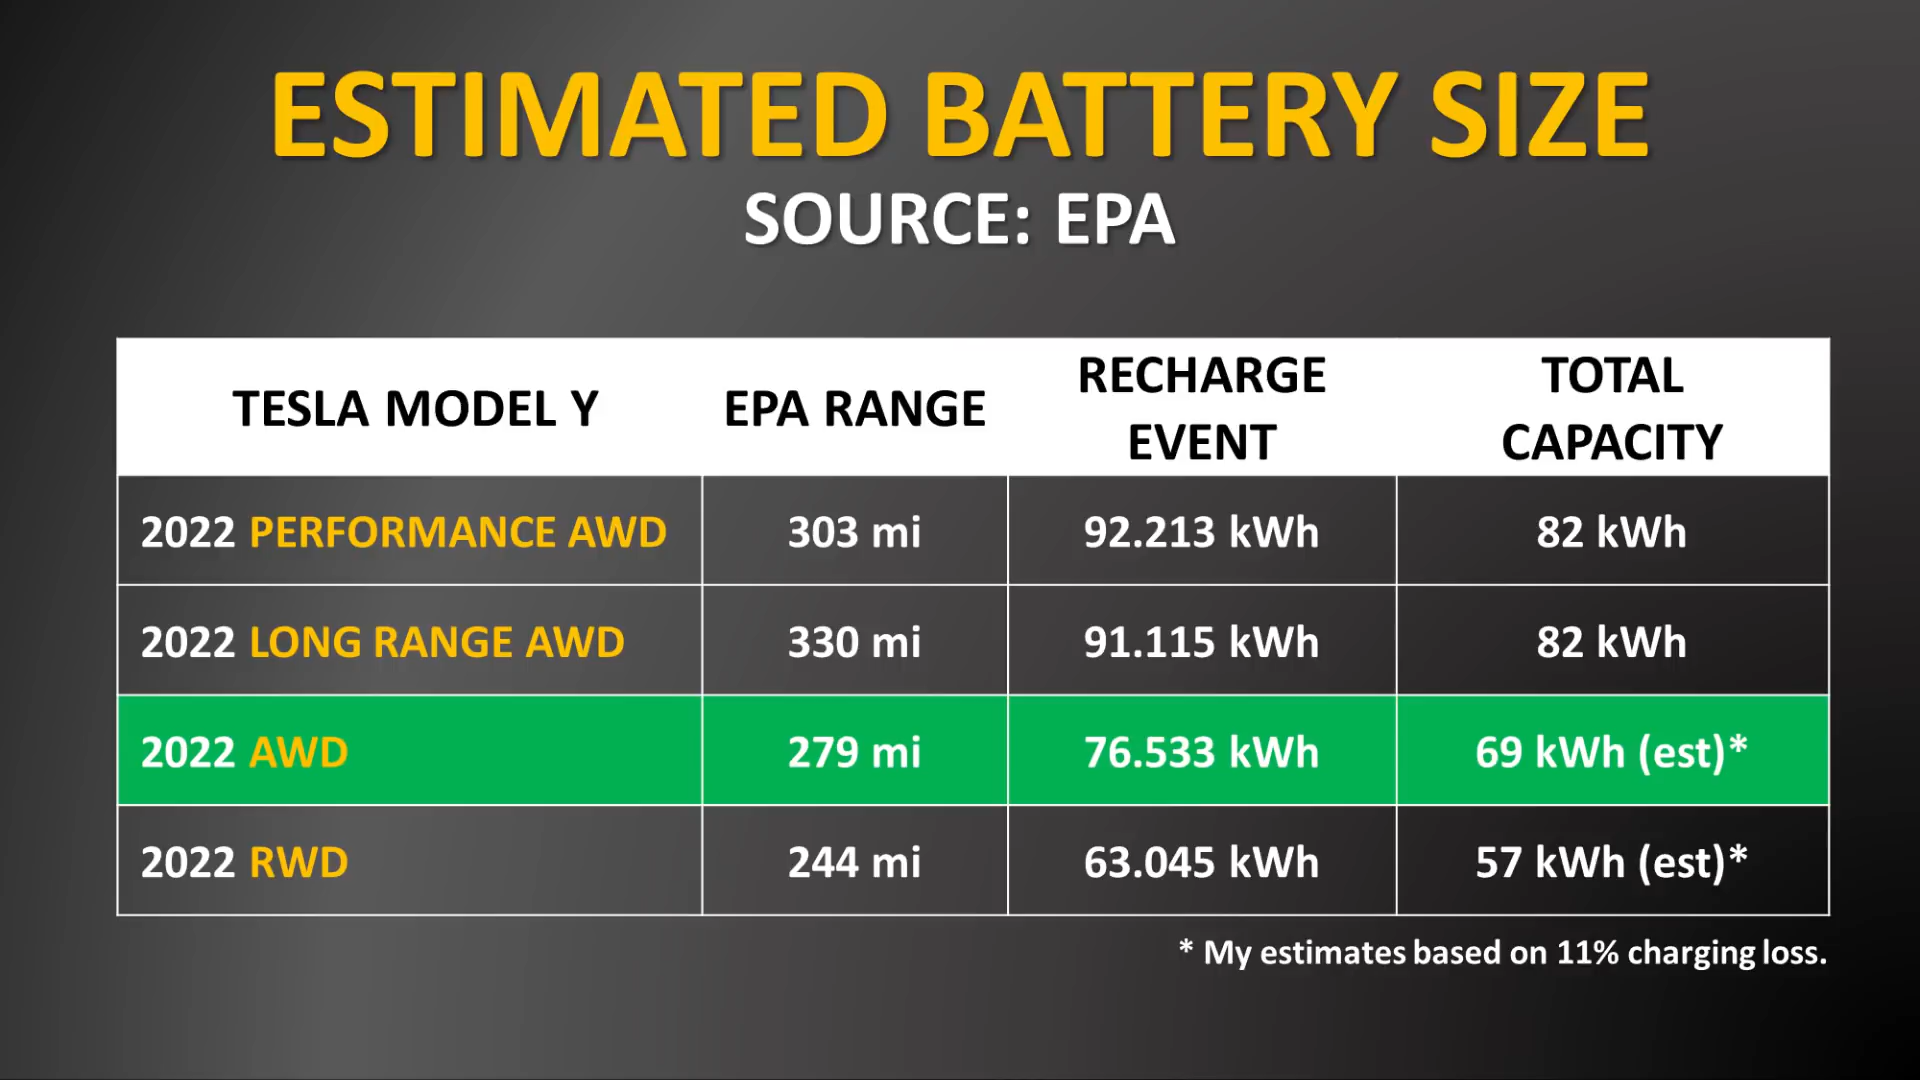 ESTIMATED BATTERY SIZE
SOURCE: EPA
TESLA MODEL Y EPA RANGE RECHARGE EVENT TOTAL CAPACITY
2022 PERFORMANCE AWD 303 mi 92.213 kWh 82 kWh
2022 LONG RANGE AWD 330 mi 91.115 kWh 82 kWh
2022 AWD 279 mi 76.533 kWh 69 kWh (est)*
2022 RWD 244 mi 63.045 kWh 57 kWh (est)*
* My estimates based on 11% charging loss.